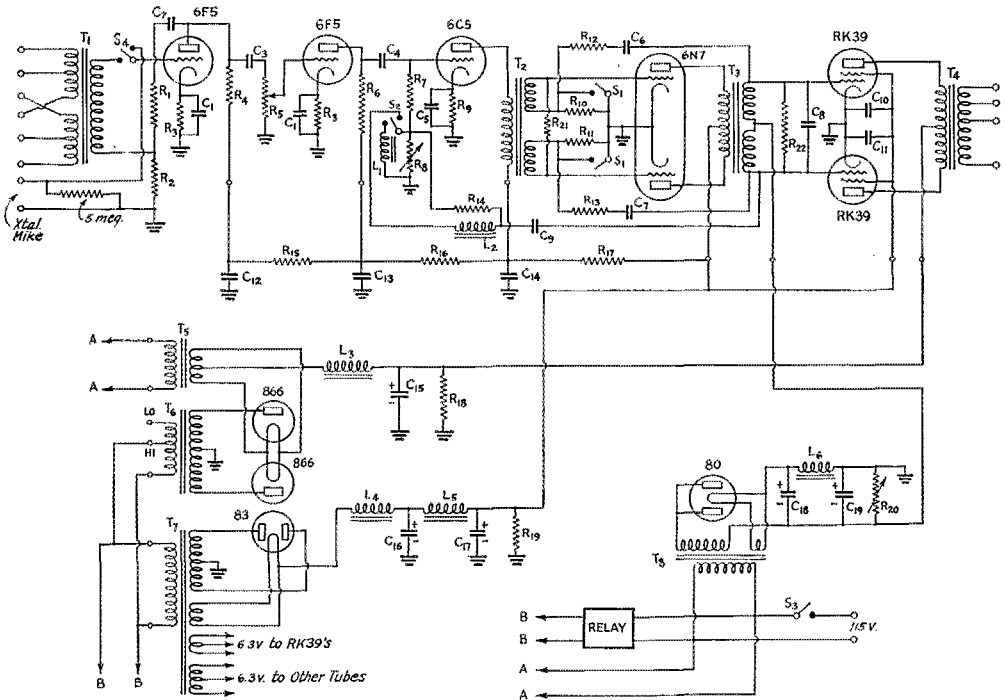 6F5
6F5
6C5
6N7
RK39
T1
S4
C7
R1
R3
C1
R2
R4
C3
R5
C1
R3
R6
C4
R7
C5
R9
S2
L1
R8
R14
L2
C9
T2
R12
C6
S1
R10
R21
R11
S1
R13
C7
T3
R22
C8
C10
C11
T4
RK39
Xtal.
Mike
5 meg.
R15
R16
R17
C12
C13
C14
A
A
T5
L3
C15
+
-
R18
LO
HI
T6
866
866
T7
83
L4
L5
C16
+
-
C17
+
-
R19
B
B
6.3V to RK39's
6.3V. to Other Tubes
80
L6
C18
+
-
C19
+
-
R20
T8
B
B
RELAY
S3
115V.
A
A